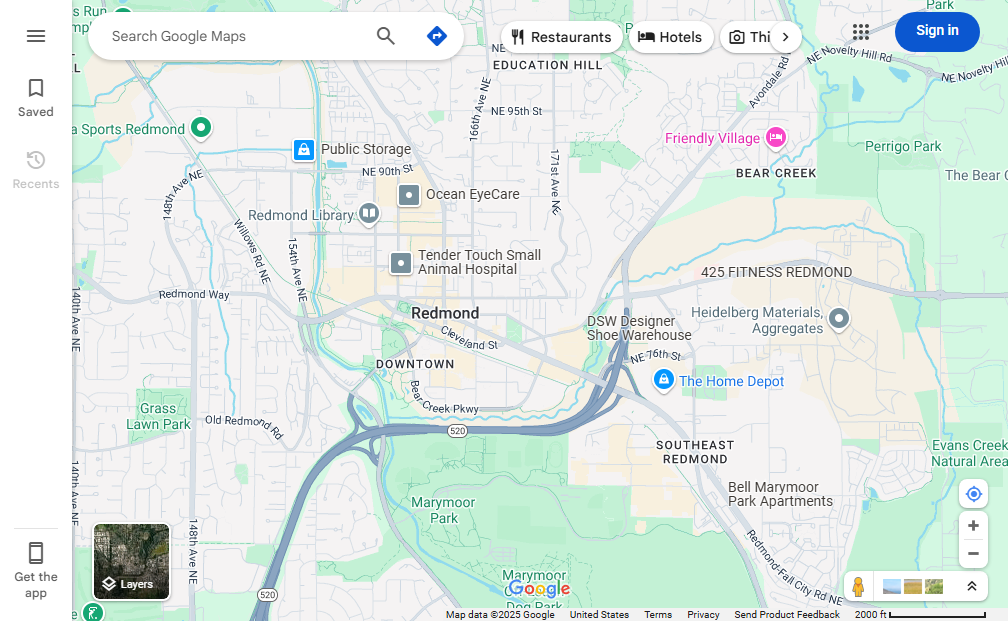 Search Google Maps
Restaurants
Hotels
Thi
Sign in
Saved
Recents
Get the
app
Layers
s Run
Park
EDUCATION HILL
NE Novelty Hill Rd
NE Novelty H
Avondale Rd
166th Ave NE
NE 95th St
a Sports Redmond
Public Storage
Friendly Village
Perrigo Park
171st Ave NE
NE 90th St
BEAR CREEK
The Bear C
148th Ave NE
Ocean EyeCare
Redmond Library
Willows Rd NE
154th Ave NE
Tender Touch Small
Animal Hospital
425 FITNESS REDMOND
140th Ave NE
Redmond Way
Redmond
Heidelberg Materials,
Aggregates
DSW Designer
Shoe Warehouse
Cleveland St
NE 76th St
DOWNTOWN
The Home Depot
Bear Creek Pkwy
Grass
Lawn Park
Old Redmond Rd
520
SOUTHEAST
REDMOND
Evans Creek
Natural Area
140th Ave NE
Bell Marymoor
Park Apartments
Marymoor
Park
148th Ave NE
Redmond-Fall City Rd NE
Marymoor
Dog Park
Google
520
Map data ©2025 Google
United States
Terms
Privacy
Send Product Feedback
2000 ft